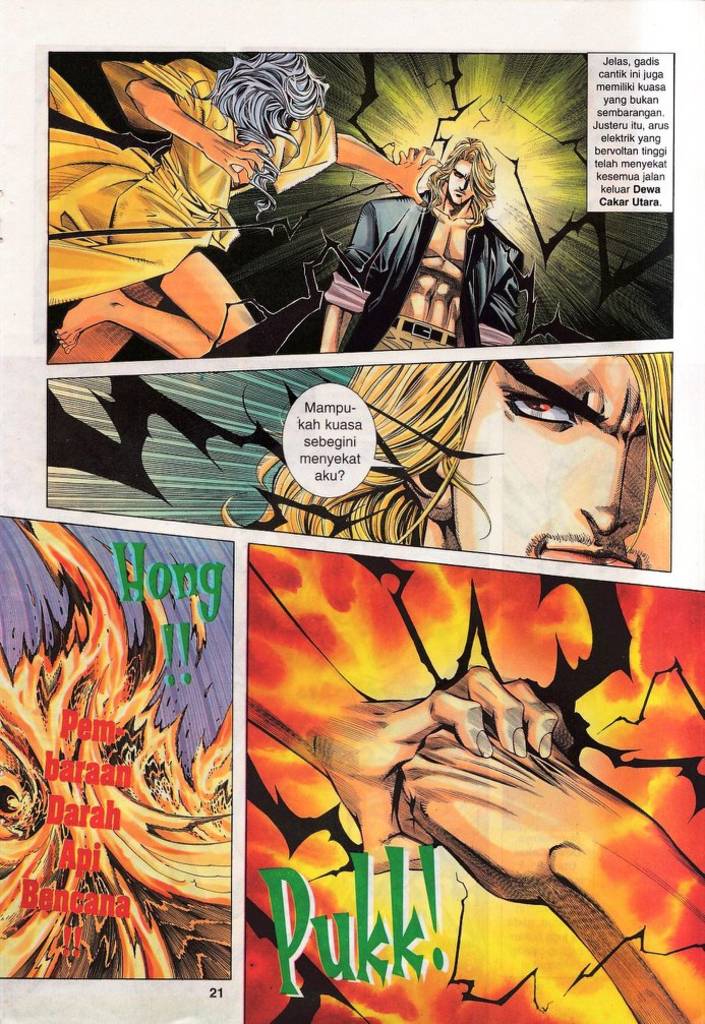 Jelas, gadis
cantik ini juga
memiliki kuasa
yang bukan
sembarangan.
Justeru itu, arus
elektrik yang
bervoltan tinggi
telah menyekat
kesemua jalan
keluar Dewa
Cakar Utara.
Mampu-
kah kuasa
sebegini
menyekat
aku?
Hong
!!
Pem-
baraan
Darah
Api
Bencana
!!
Pukk!
21